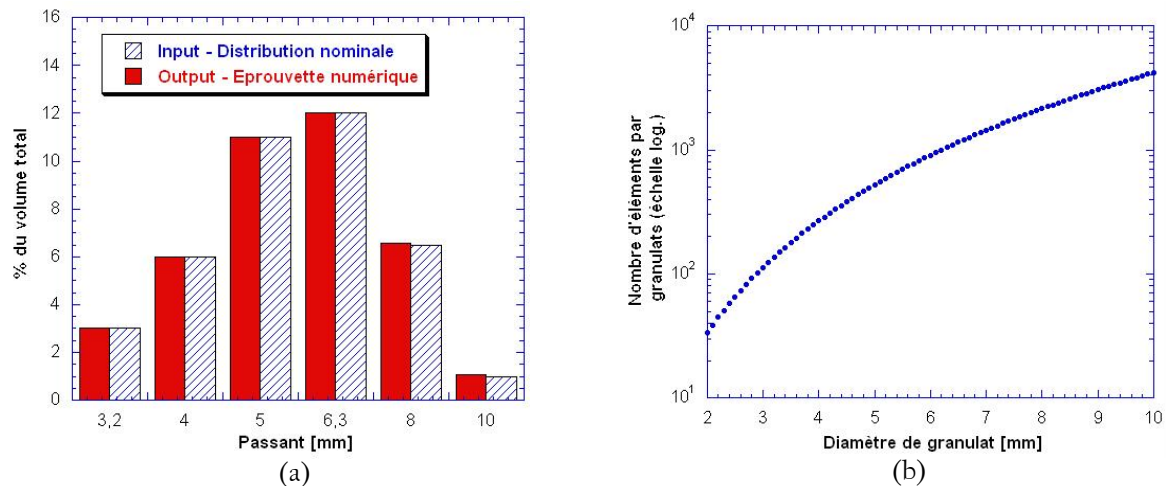 16
14
12
10
8
6
4
2
0
Input - Distribution nominale
Output - Eprouvette numérique
% du volume total
3,2 4 5 6,3 8 10
Passant [mm]
(a)
10^4
10^3
10^2
10^1
Nombre d'éléments par
granulats (échelle log.)
2 3 4 5 6 7 8 9 10
Diamètre de granulat [mm]
(b)